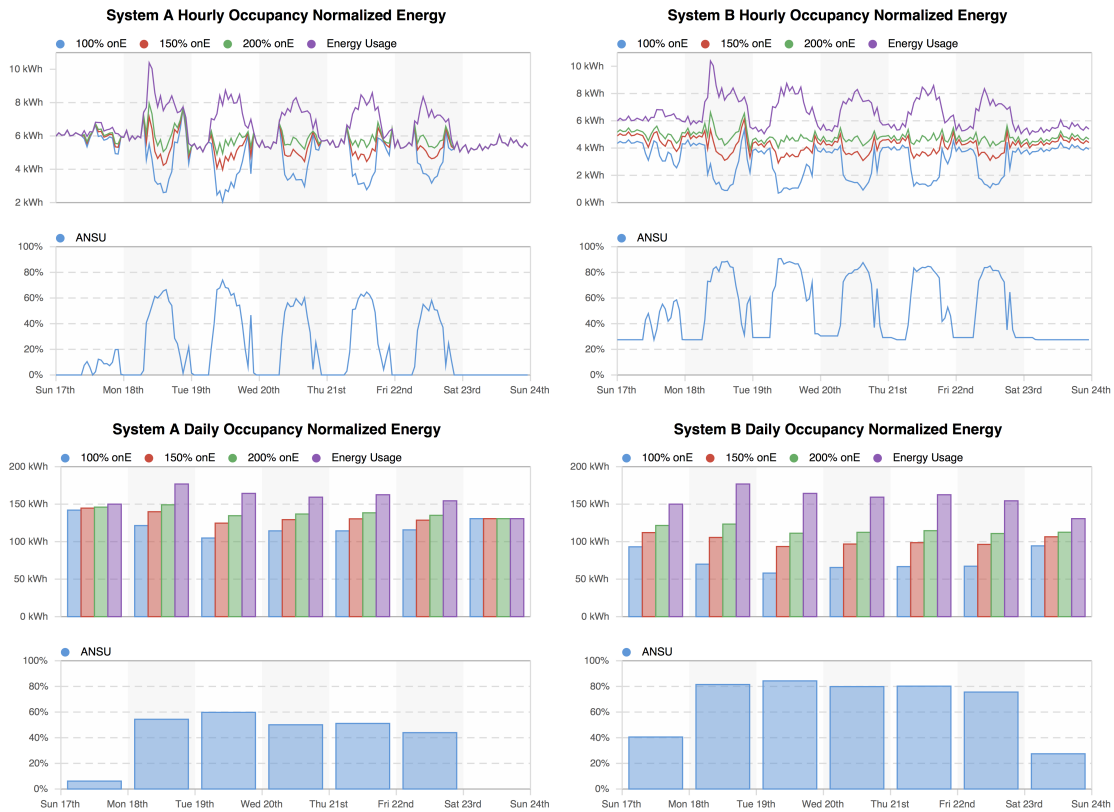 System A Hourly Occupancy Normalized Energy
100% onE 150% onE 200% onE Energy Usage
10 kWh
8 kWh
6 kWh
4 kWh
2 kWh
ANSU
100%
80%
60%
40%
20%
0%
Sun 17th Mon 18th Tue 19th Wed 20th Thu 21st Fri 22nd Sat 23rd Sun 24th
System B Hourly Occupancy Normalized Energy
100% onE 150% onE 200% onE Energy Usage
10 kWh
8 kWh
6 kWh
4 kWh
2 kWh
0 kWh
ANSU
100%
80%
60%
40%
20%
0%
Sun 17th Mon 18th Tue 19th Wed 20th Thu 21st Fri 22nd Sat 23rd Sun 24th
System A Daily Occupancy Normalized Energy
100% onE 150% onE 200% onE Energy Usage
200 kWh
150 kWh
100 kWh
50 kWh
0 kWh
ANSU
100%
80%
60%
40%
20%
0%
Sun 17th Mon 18th Tue 19th Wed 20th Thu 21st Fri 22nd Sat 23rd Sun 24th
System B Daily Occupancy Normalized Energy
100% onE 150% onE 200% onE Energy Usage
200 kWh
150 kWh
100 kWh
50 kWh
0 kWh
ANSU
100%
80%
60%
40%
20%
0%
Sun 17th Mon 18th Tue 19th Wed 20th Thu 21st Fri 22nd Sat 23rd Sun 24th